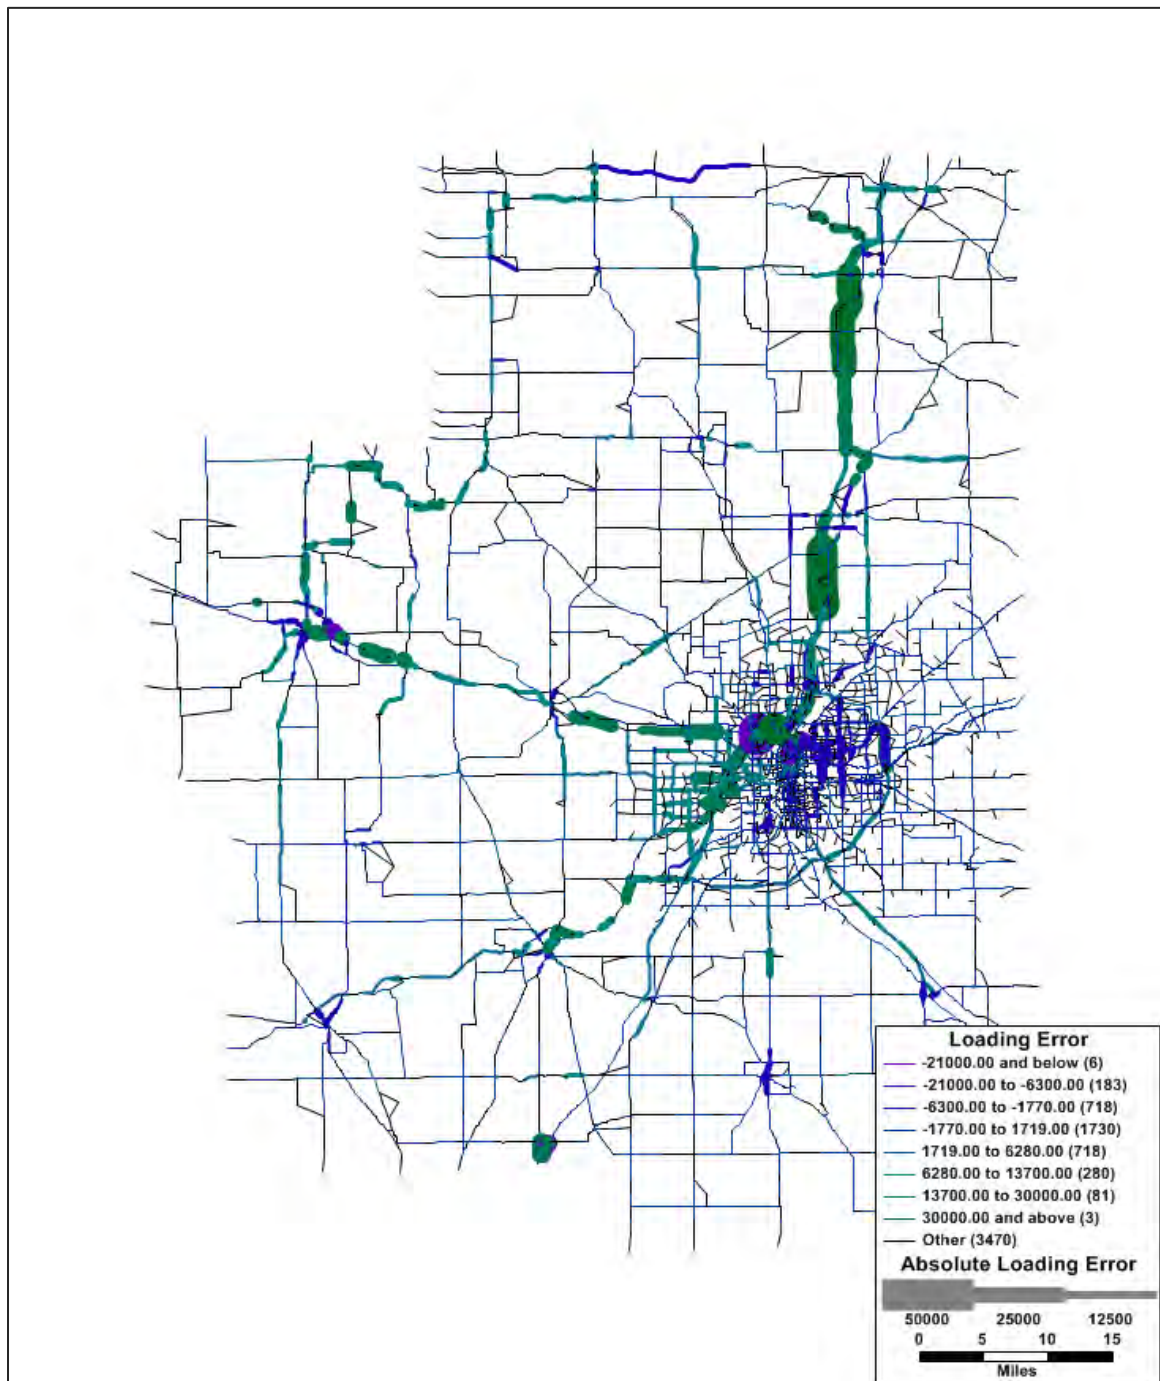 Loading Error
-21000.00 and below (6)
-21000.00 to -6300.00 (183)
-6300.00 to -1770.00 (718)
-1770.00 to 1719.00 (1730)
1719.00 to 6280.00 (718)
6280.00 to 13700.00 (280)
13700.00 to 30000.00 (81)
30000.00 and above (3)
Other (3470)
Absolute Loading Error
50000 25000 12500
0 5 10 15
Miles